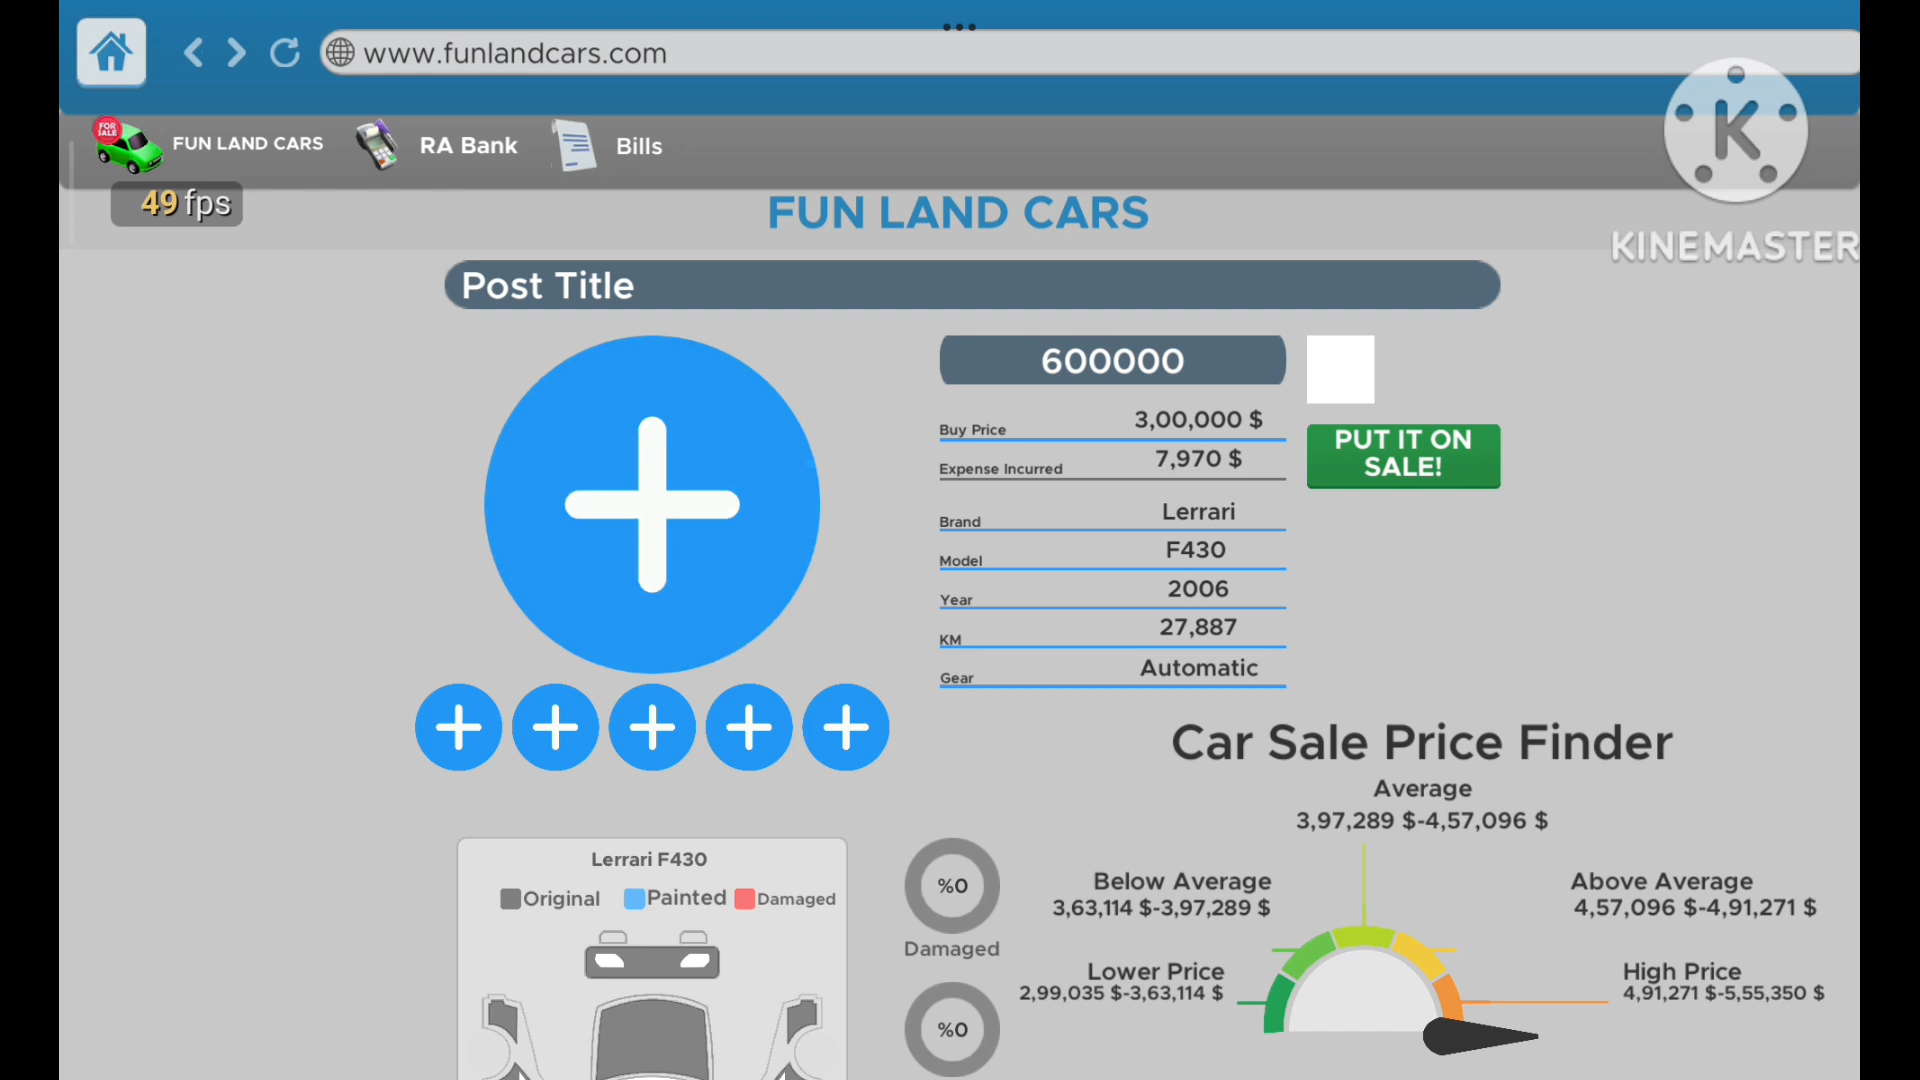 www.funlandcars.com
FOR SALE
FUN LAND CARS
RA Bank
Bills
K
49 fps
FUN LAND CARS
KINEMASTER
Post Title
600000
Buy Price 3,00,000 $
Expense Incurred 7,970 $
PUT IT ON
SALE!
Brand Lerrari
Model F430
Year 2006
KM 27,887
Gear Automatic
Car Sale Price Finder
Average
3,97,289 $-4,57,096 $
Below Average
3,63,114 $-3,97,289 $
Above Average
4,57,096 $-4,91,271 $
Lower Price
2,99,035 $-3,63,114 $
High Price
4,91,271 $-5,55,350 $
Lerrari F430
Original Painted Damaged
%0
Damaged
%0